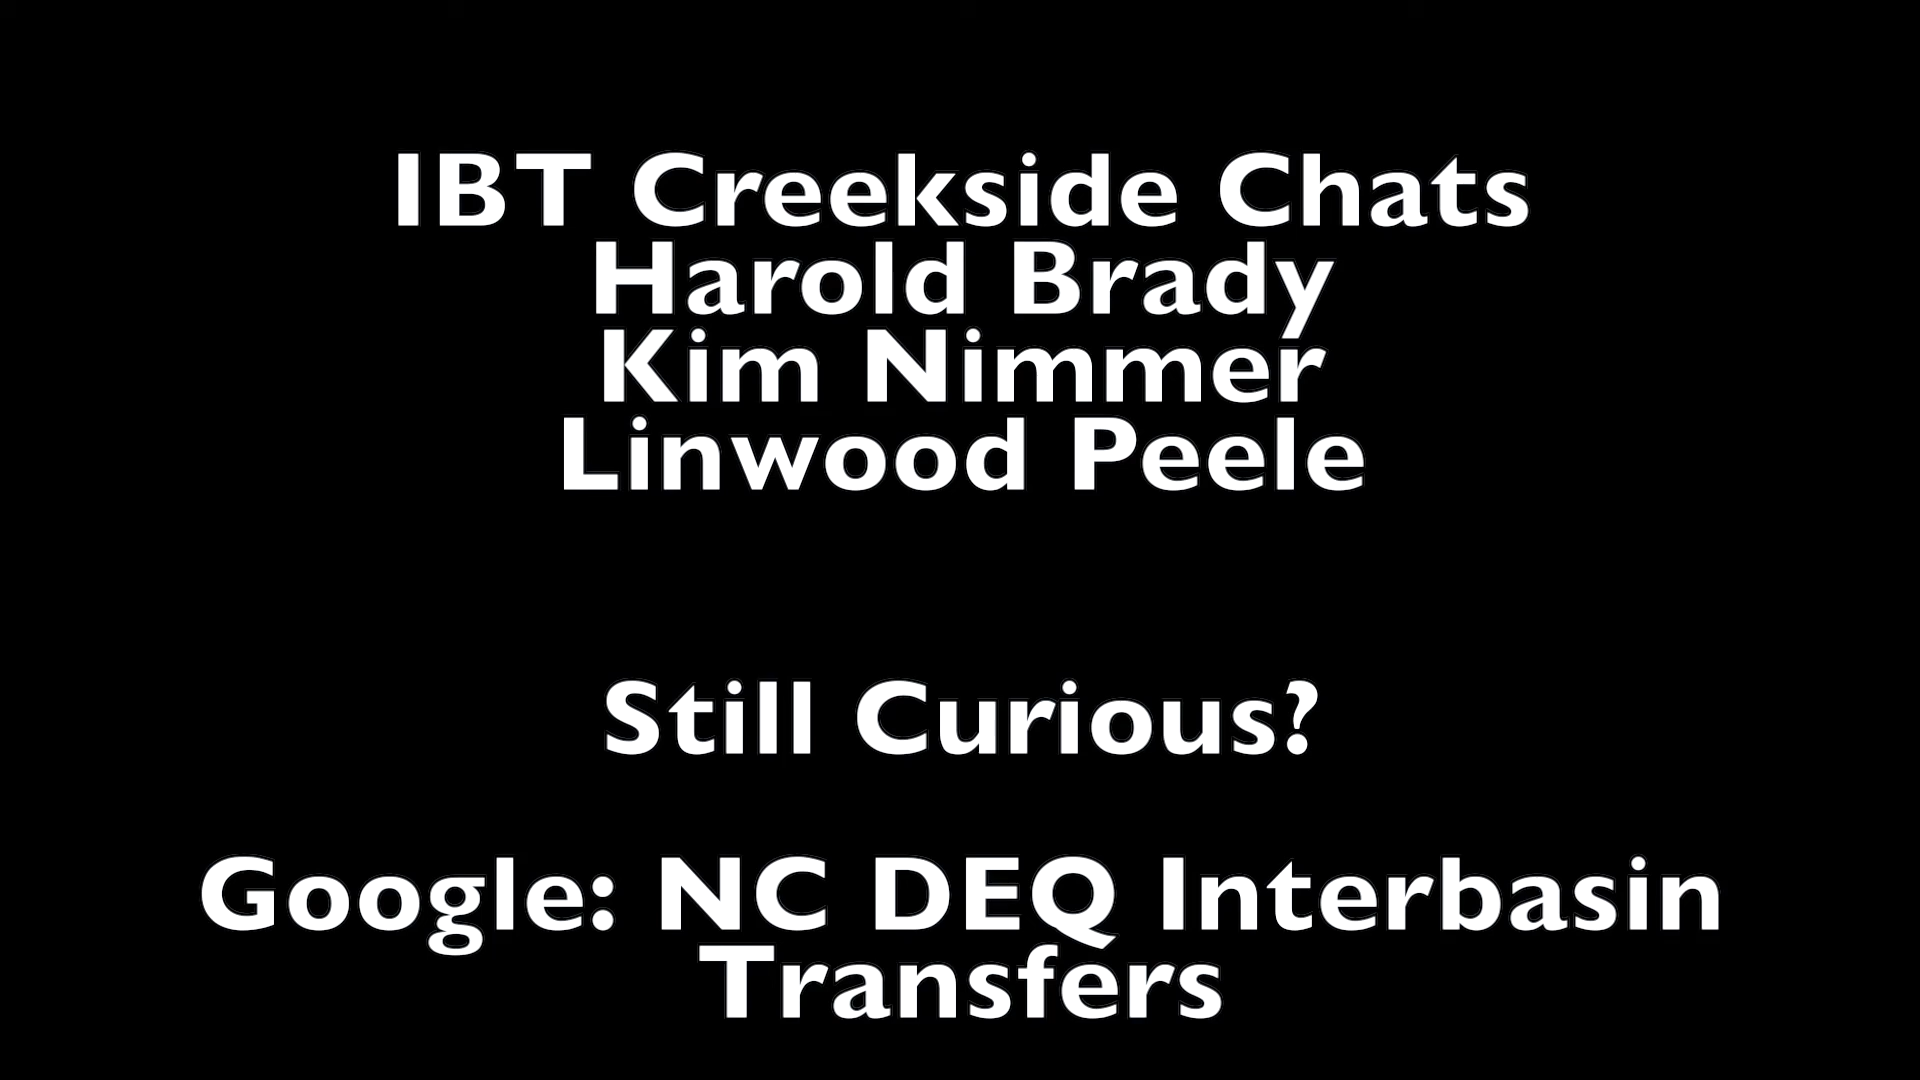 IBT Creekside Chats
Harold Brady
Kim Nimmer
Linwood Peele
Still Curious?
Google: NC DEQ Interbasin
Transfers